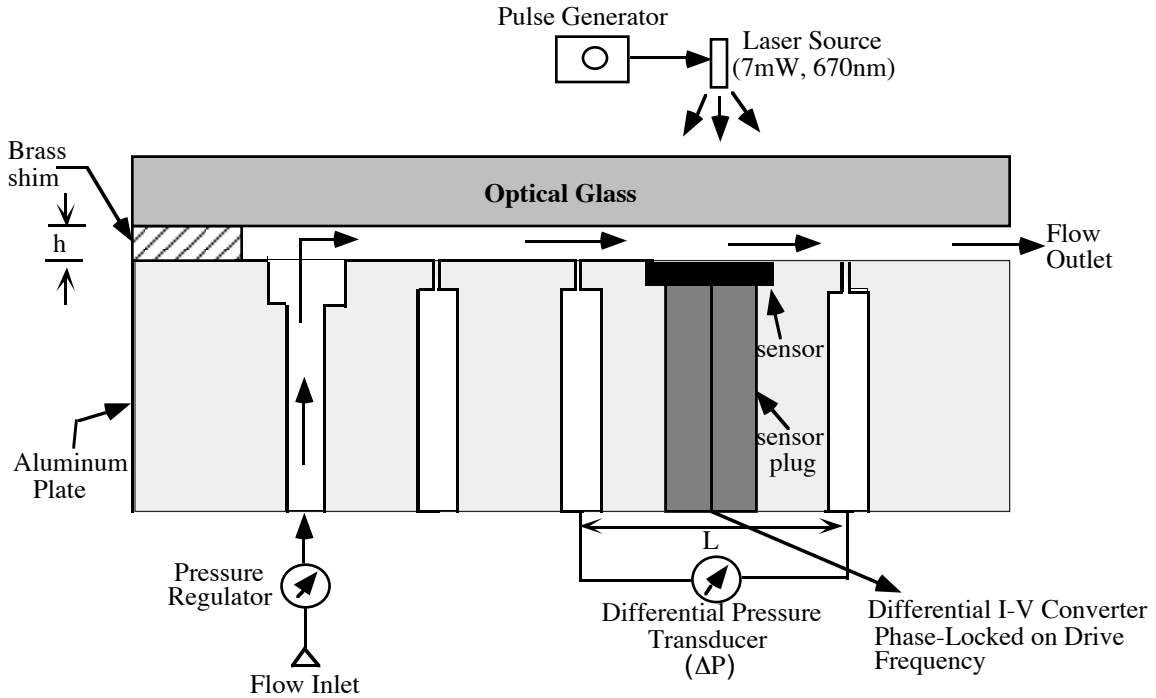 Pulse Generator
Laser Source
(7mW, 670nm)
Brass
shim
Optical Glass
h
Flow
Outlet
sensor
sensor
plug
Aluminum
Plate
L
Pressure
Regulator
Differential Pressure
Transducer
(ΔP)
Differential I-V Converter
Phase-Locked on Drive
Frequency
Flow Inlet